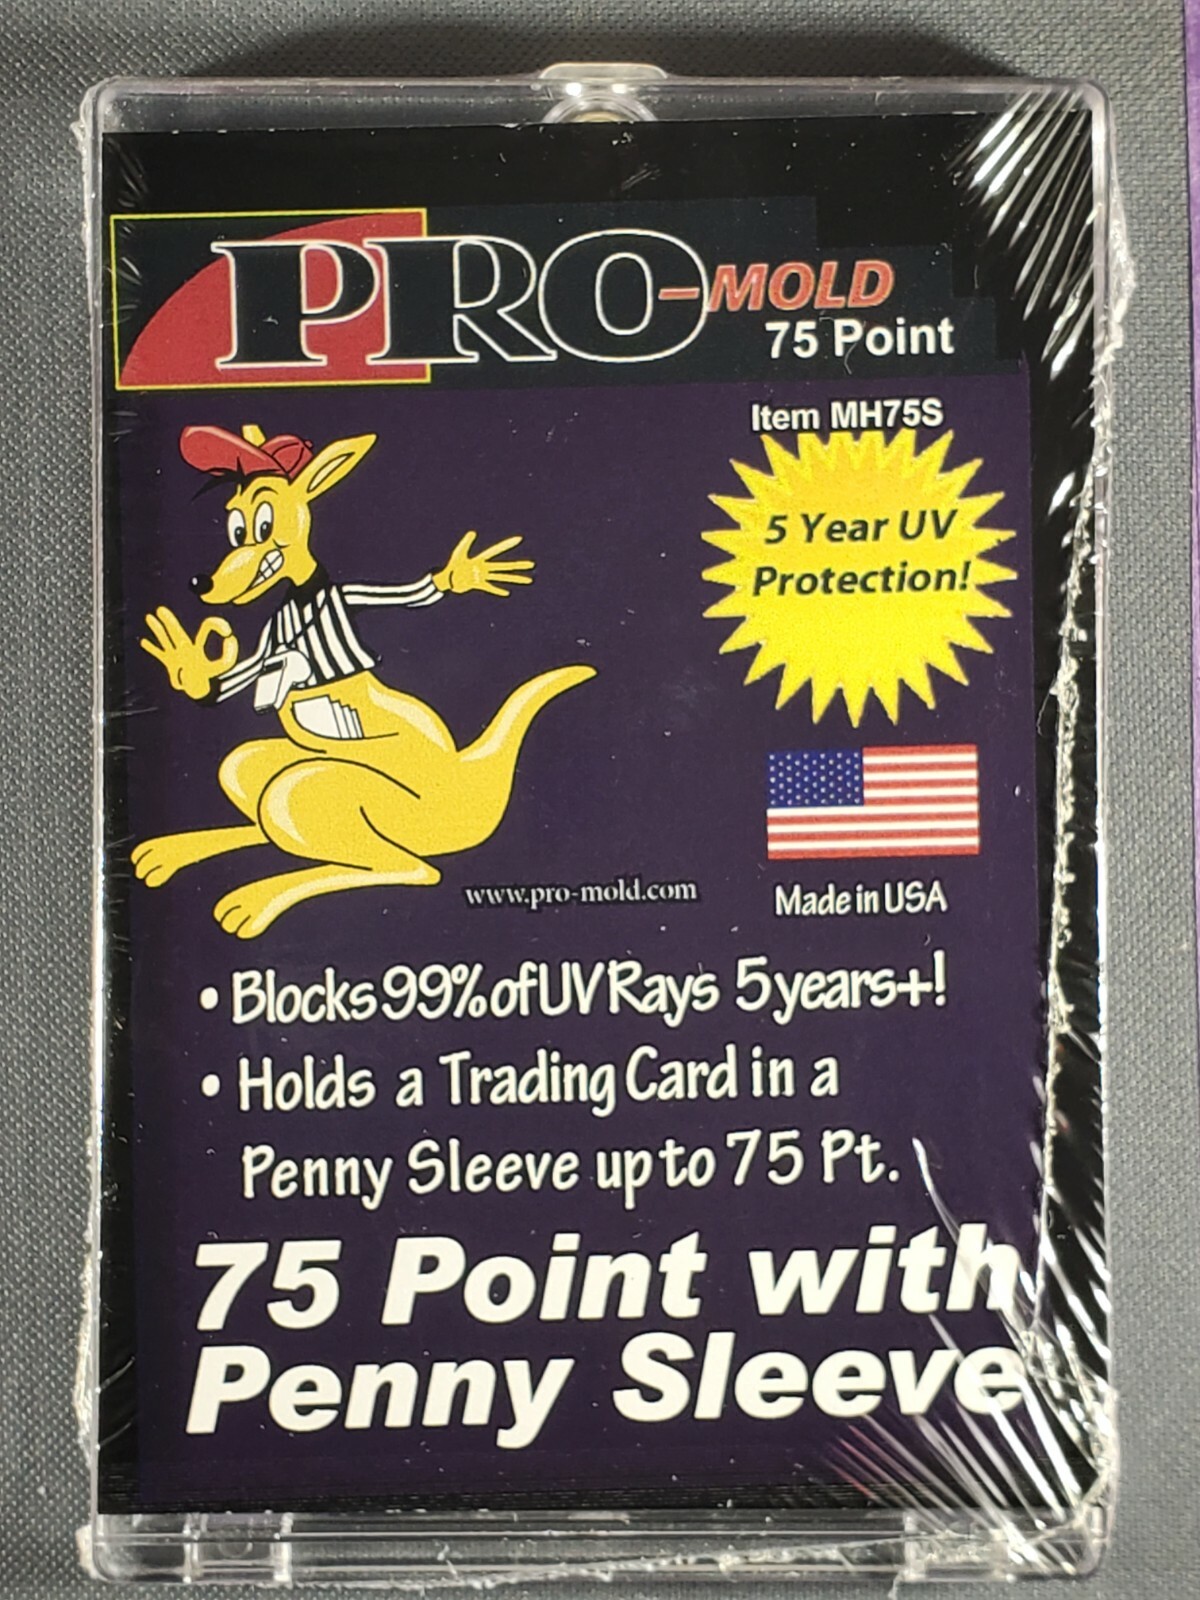 PRO-MOLD
75 Point
Item MH75S
5 Year UV
Protection!
www.pro-mold.com
Made in USA
• Blocks 99% of UV Rays 5 years+!
• Holds a Trading Card in a
Penny Sleeve up to 75 Pt.
75 Point with
Penny Sleeve